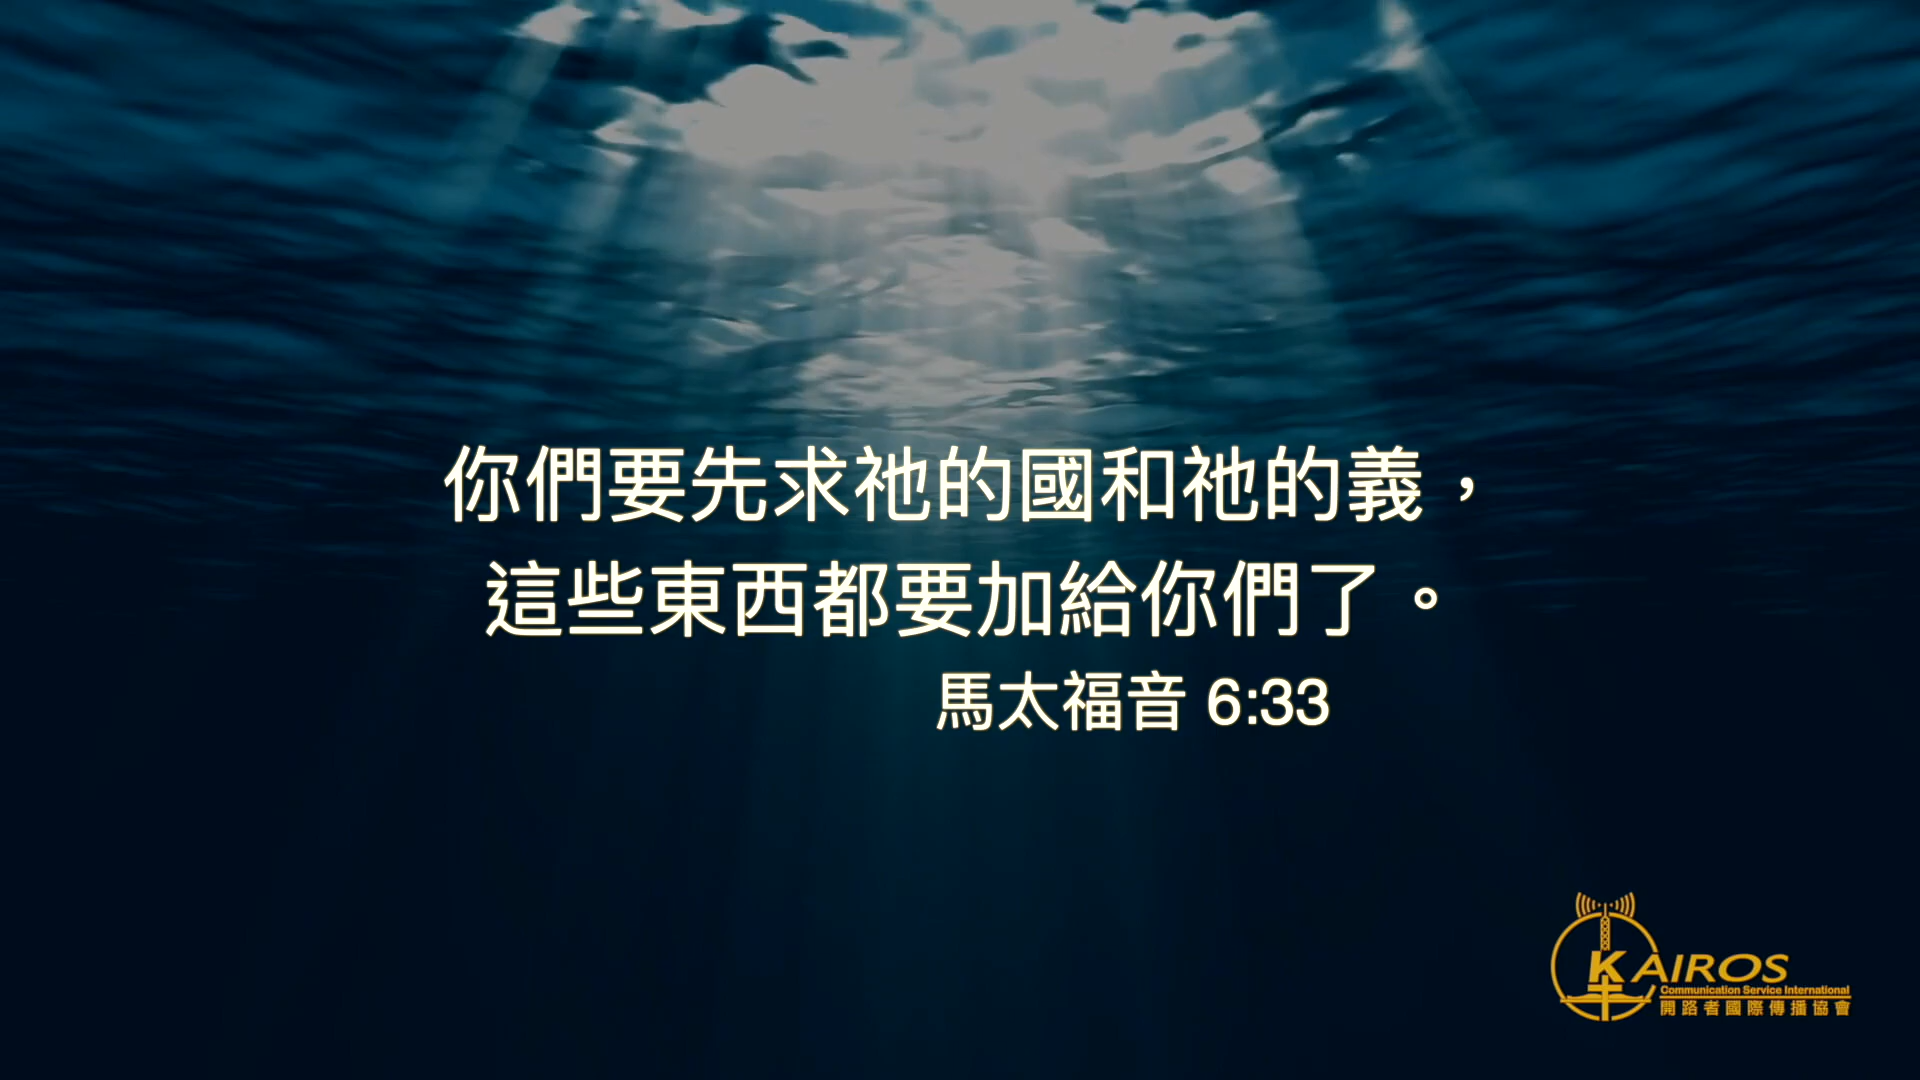 你們要先求祂的國和祂的義，
這些東西都要加給你們了。
馬太福音 6:33
KAIROS
Communication Service International
開路者國際傳播協會